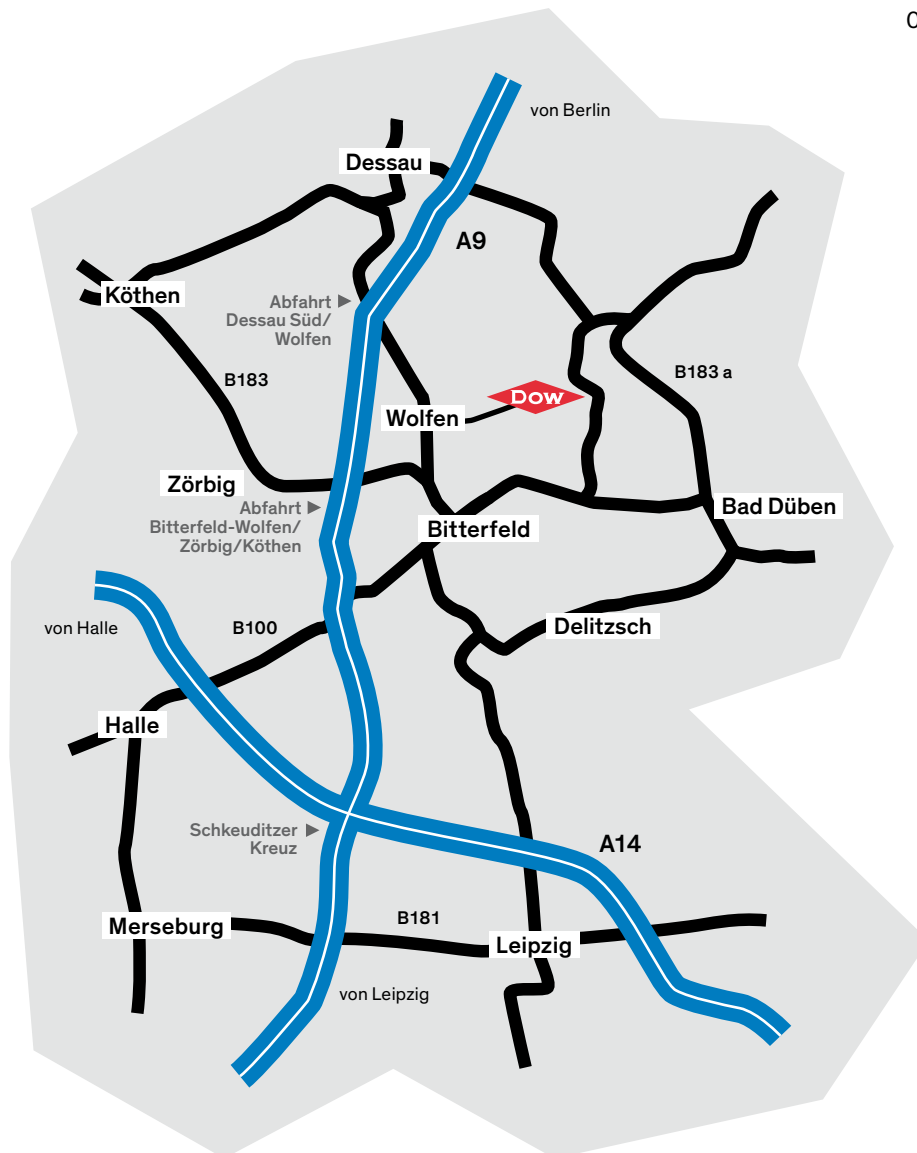 C
von Berlin
Dessau
A9
Köthen
Abfahrt
Dessau Süd/
Wolfen
B183
B183 a
Dow
Wolfen
Zörbig
Abfahrt
Bitterfeld-Wolfen/
Zörbig/Köthen
Bad Düben
Bitterfeld
von Halle
B100
Delitzsch
Halle
Schkeuditzer
Kreuz
A14
Merseburg
B181
Leipzig
von Leipzig